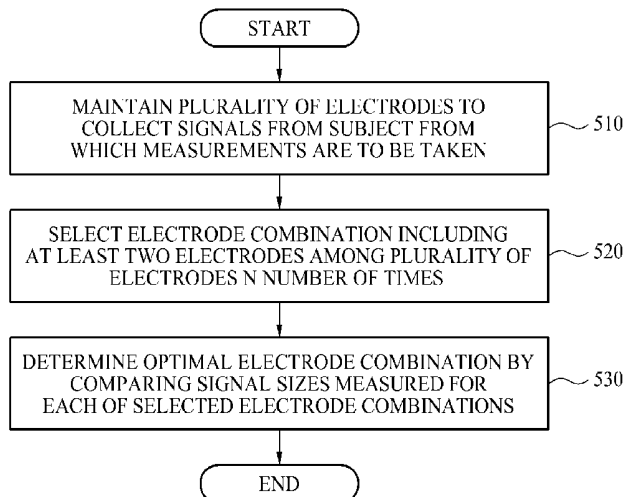 START
MAINTAIN PLURALITY OF ELECTRODES TO
COLLECT SIGNALS FROM SUBJECT FROM
WHICH MEASUREMENTS ARE TO BE TAKEN
510
SELECT ELECTRODE COMBINATION INCLUDING
AT LEAST TWO ELECTRODES AMONG PLURALITY OF
ELECTRODES N NUMBER OF TIMES
520
DETERMINE OPTIMAL ELECTRODE COMBINATION BY
COMPARING SIGNAL SIZES MEASURED FOR
EACH OF SELECTED ELECTRODE COMBINATIONS
530
END